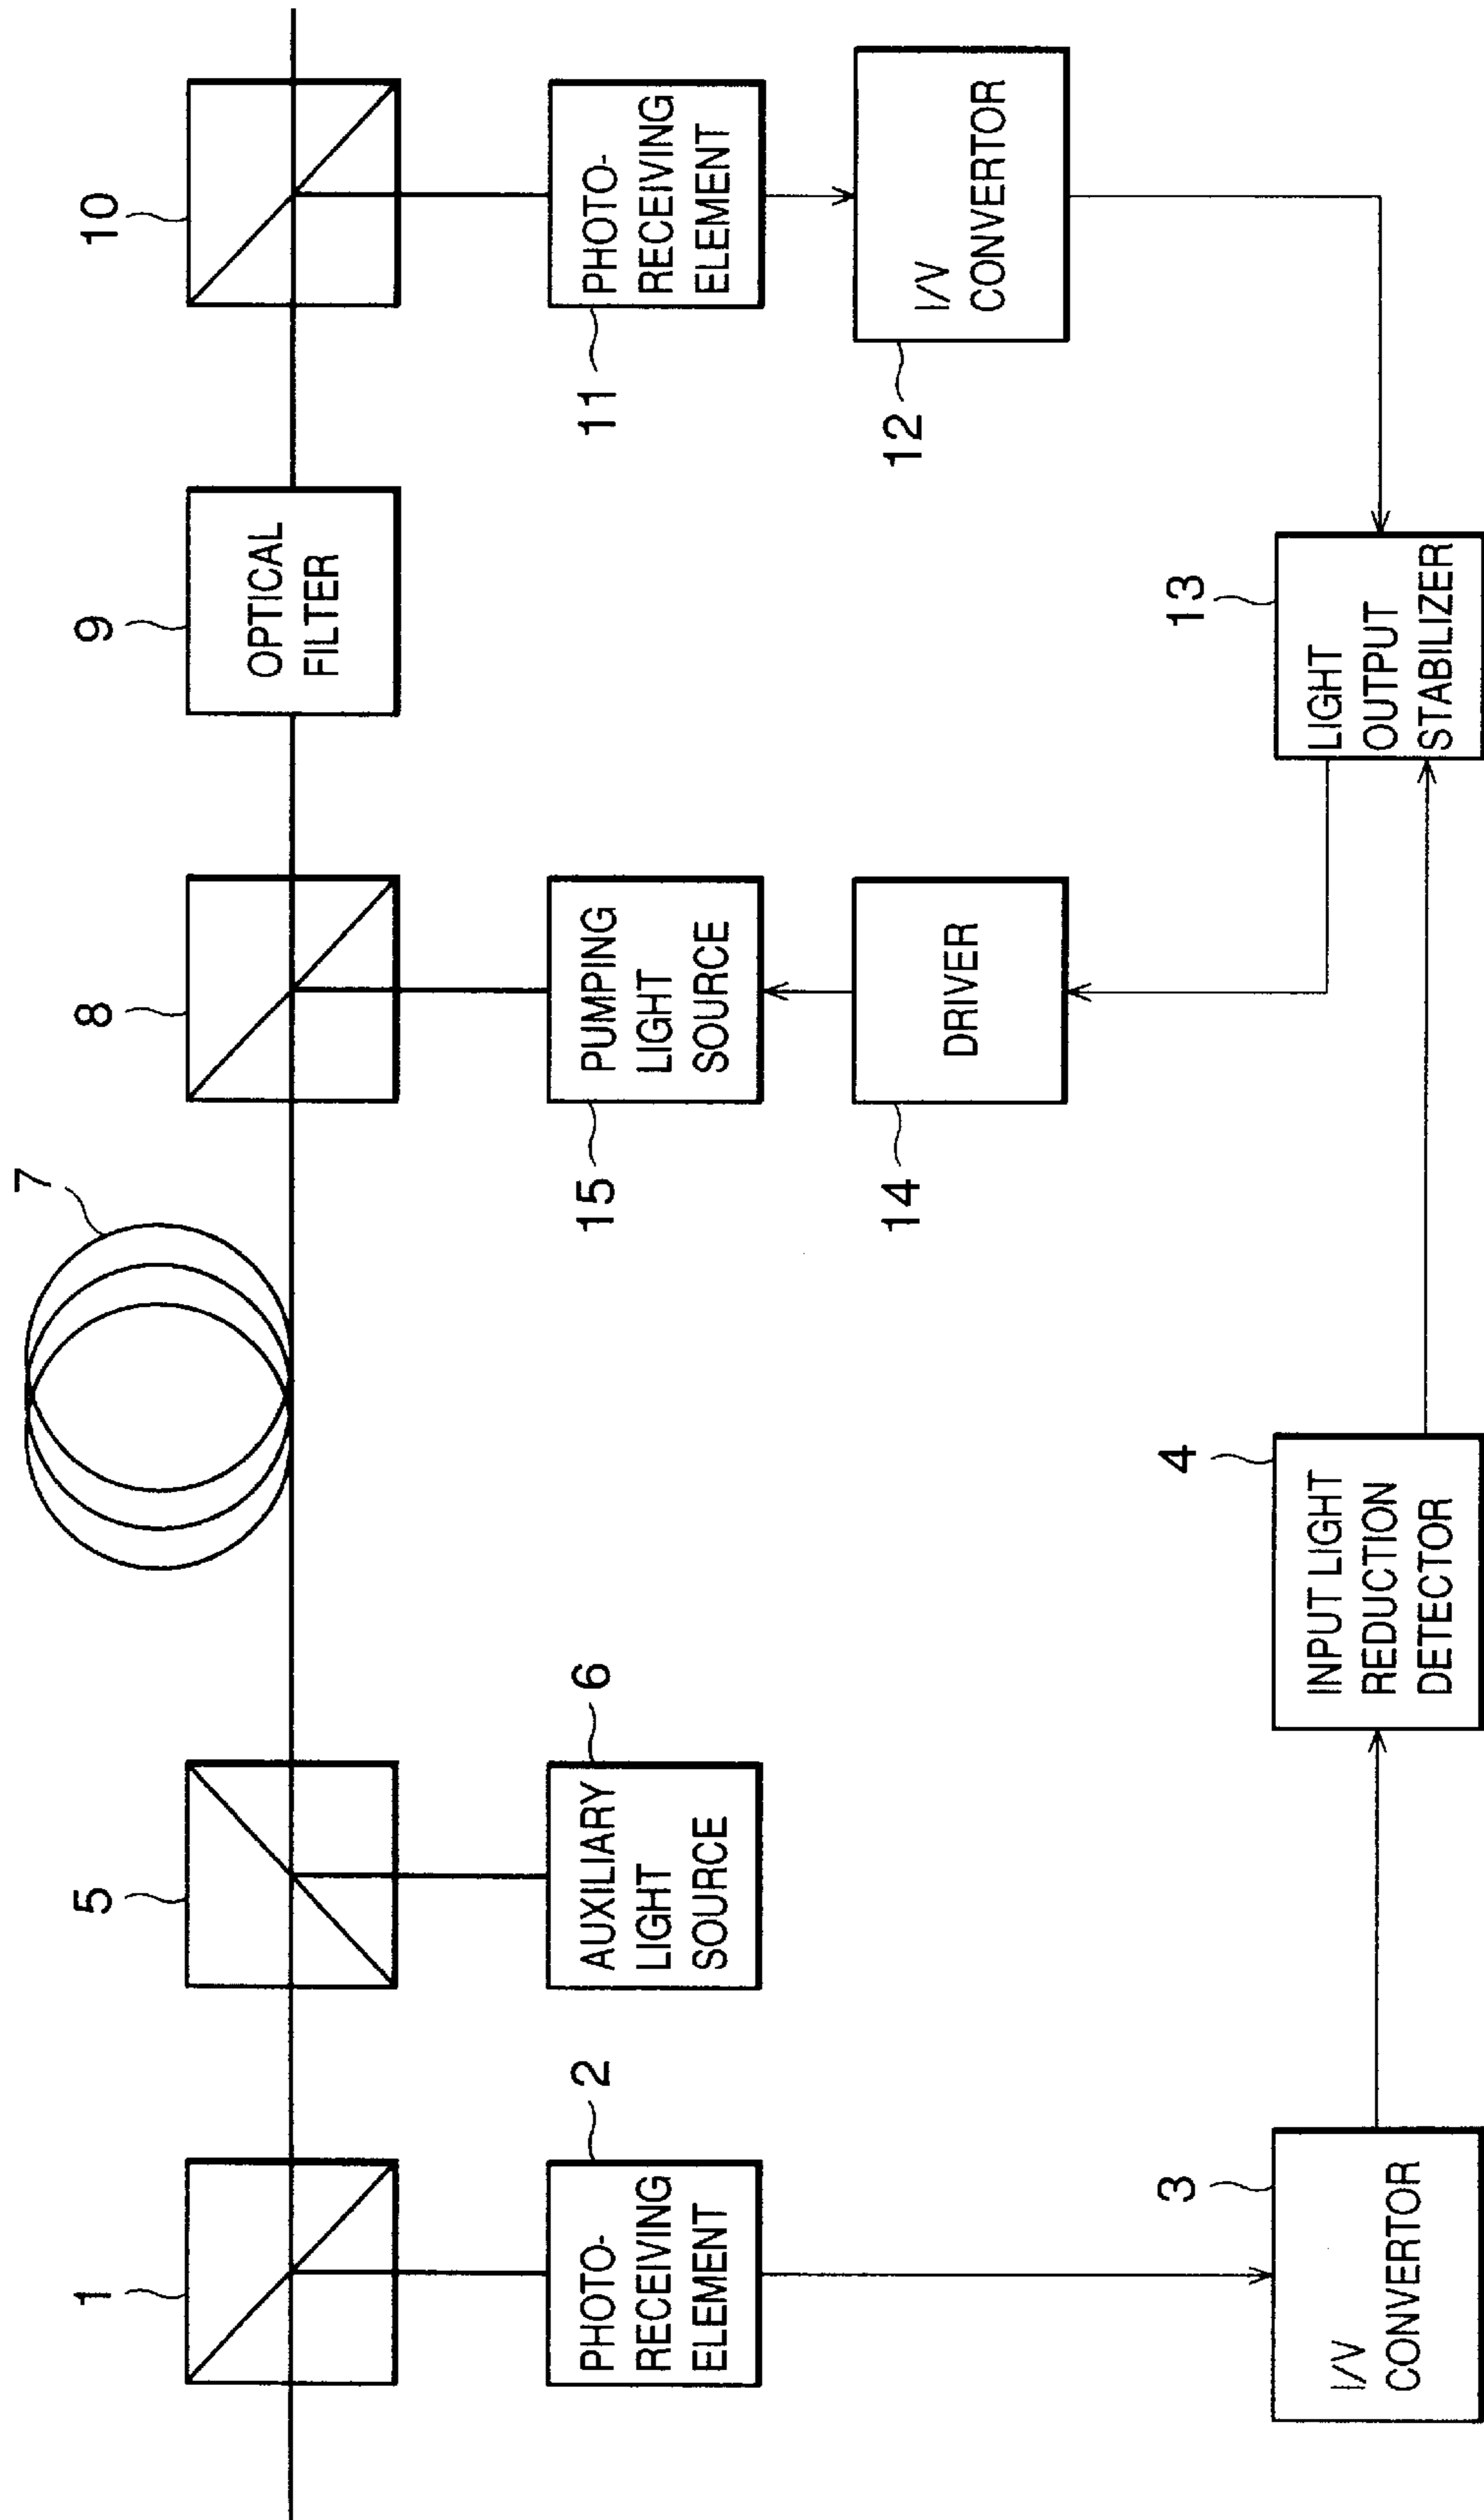 1
5
7
8
9
10
PHOTO-
RECEIVING
ELEMENT
2
AUXILIARY
LIGHT
SOURCE
6
PUMPING
LIGHT
SOURCE
15
PHOTO-
RECEIVING
ELEMENT
11
DRIVER
14
I/V
CONVERTOR
12
OPTICAL
FILTER
I/V
CONVERTOR
3
INPUT LIGHT
REDUCTION
DETECTOR
4
LIGHT
OUTPUT
STABILIZER
13